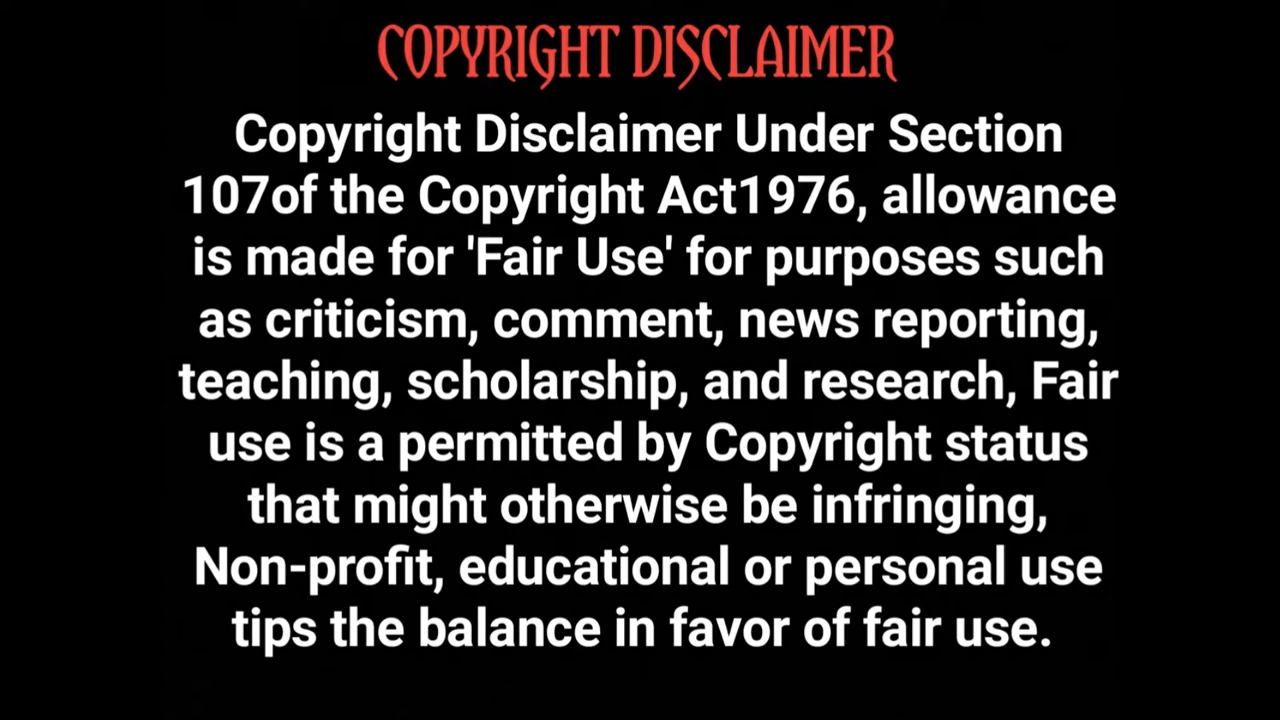 COPYRIGHT DISCLAIMER
Copyright Disclaimer Under Section
107of the Copyright Act1976, allowance
is made for 'Fair Use' for purposes such
as criticism, comment, news reporting,
teaching, scholarship, and research, Fair
use is a permitted by Copyright status
that might otherwise be infringing,
Non-profit, educational or personal use
tips the balance in favor of fair use.